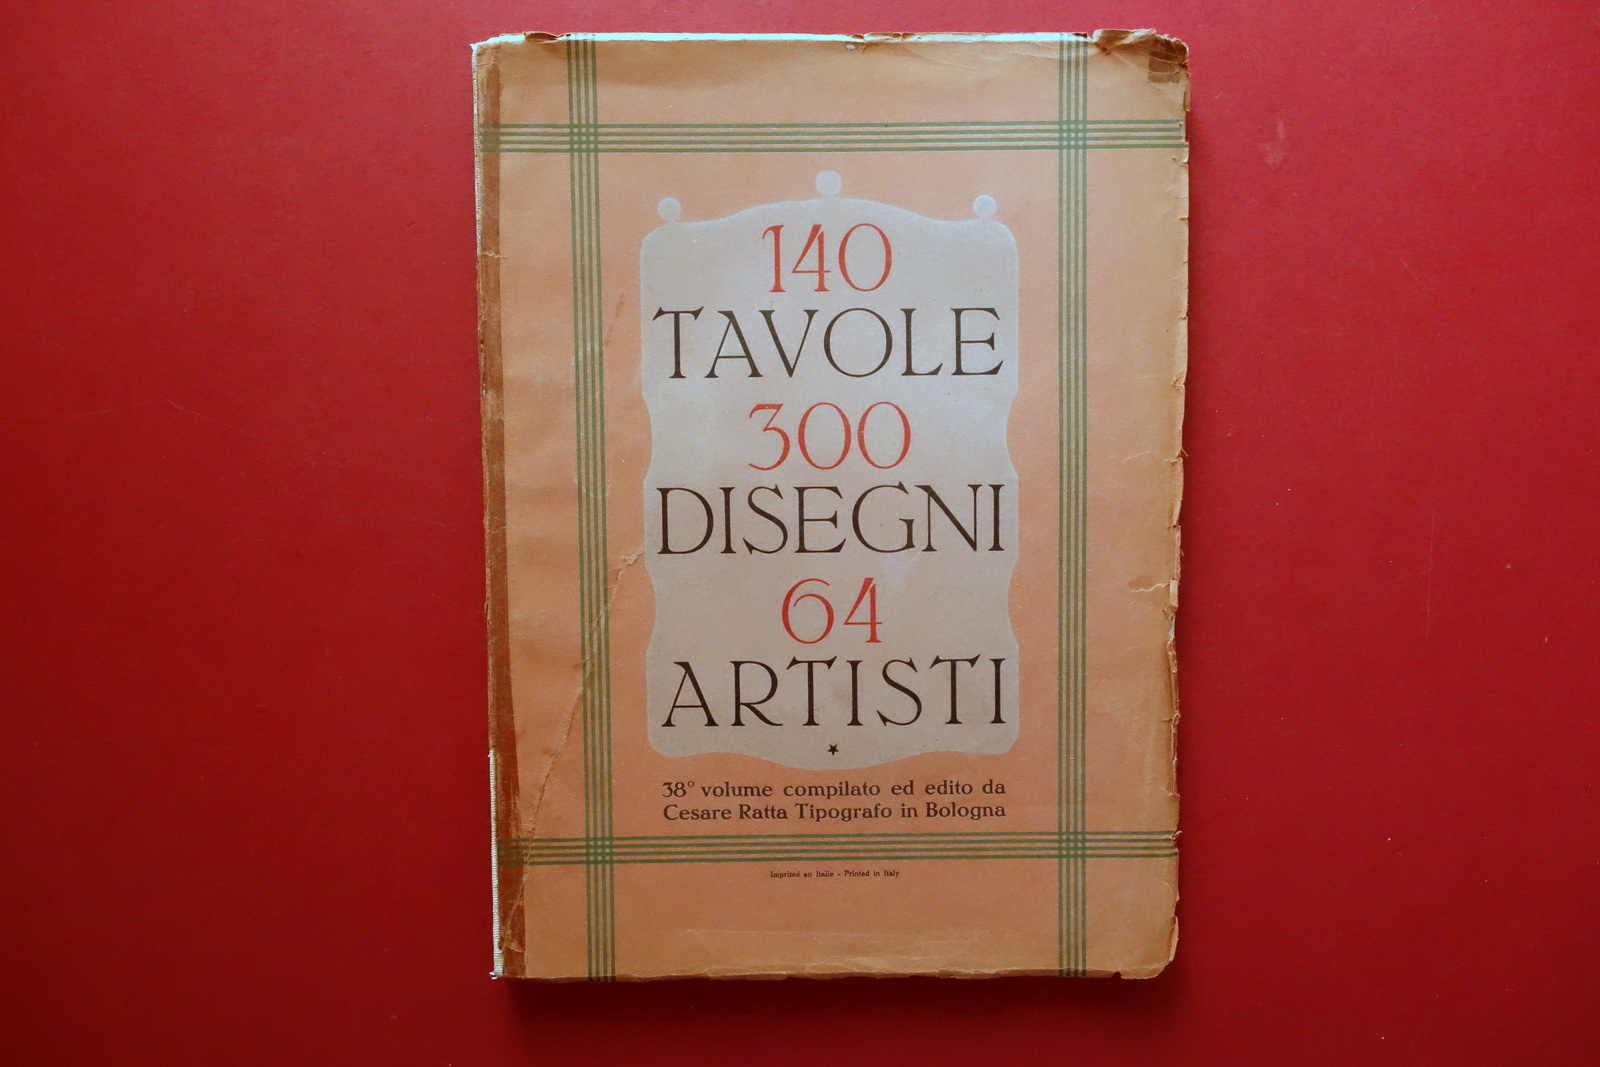 140
TAVOLE
300
DISEGNI
64
ARTISTI
38º volume compilato ed edito da
Cesare Ratta Tipografo in Bologna
Imprimé en Italie - Printed in Italy